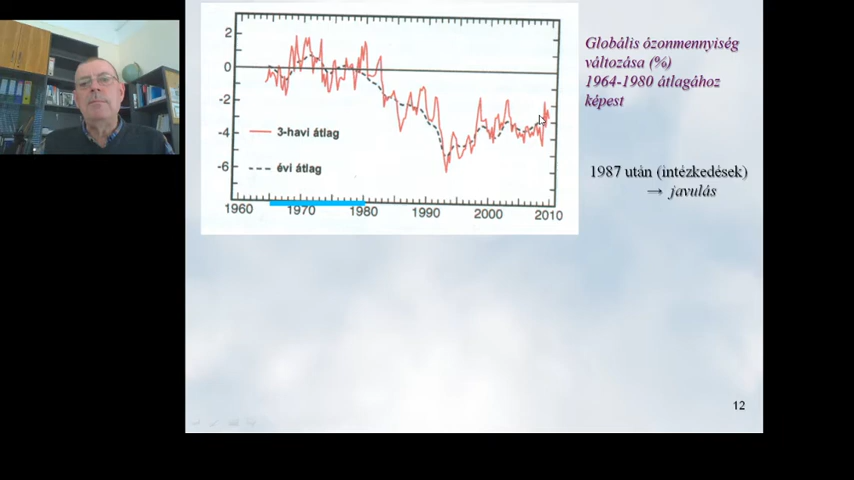 Globális ózonmennyiség
változása (%)
1964-1980 átlagához
képest
1987 után (intézkedések)
→ javulás
2
0
-2
-4
-6
3-havi átlag
évi átlag
1960 1970 1980 1990 2000 2010
12